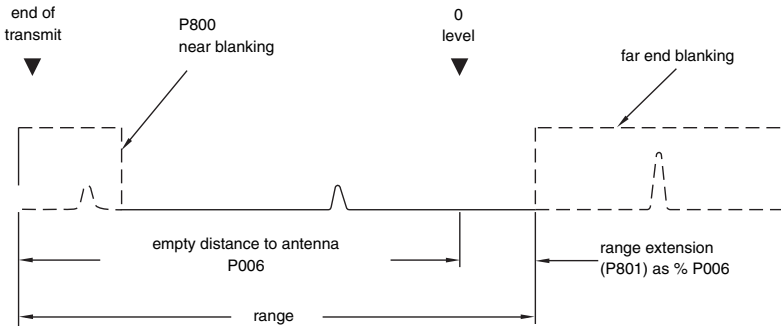 end of
transmit
P800
near blanking
0
level
far end blanking
empty distance to antenna
P006
range extension
(P801) as % P006
range